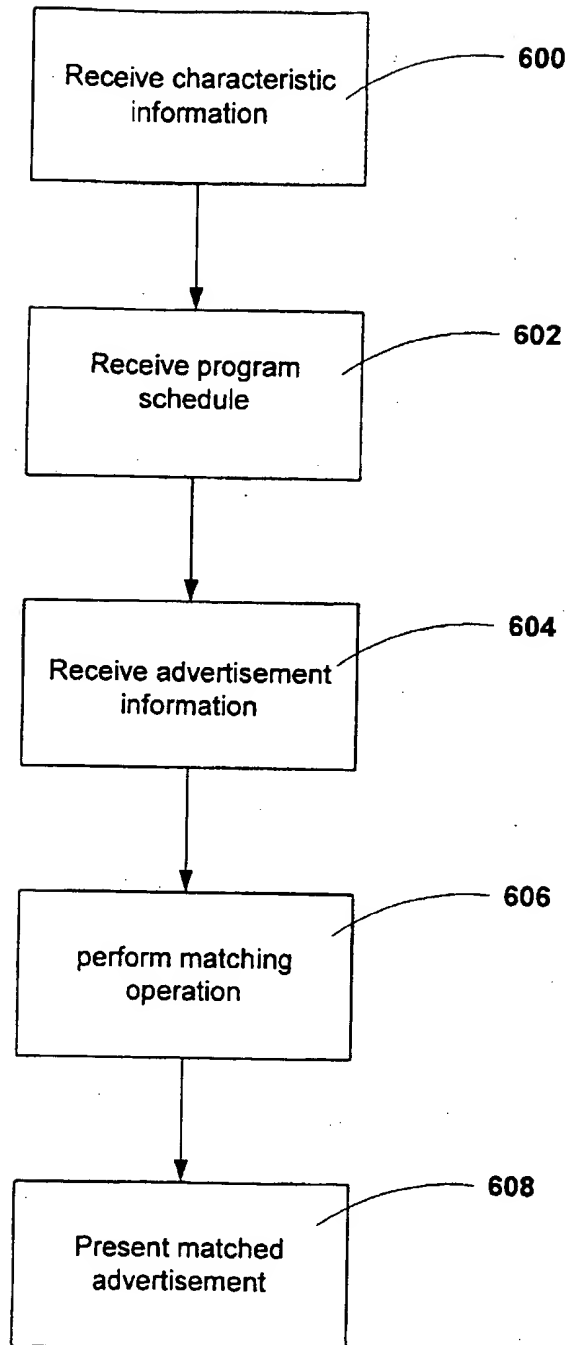 Receive characteristic
information
600
Receive program
schedule
602
Receive advertisement
information
604
perform matching
operation
606
Present matched
advertisement
608